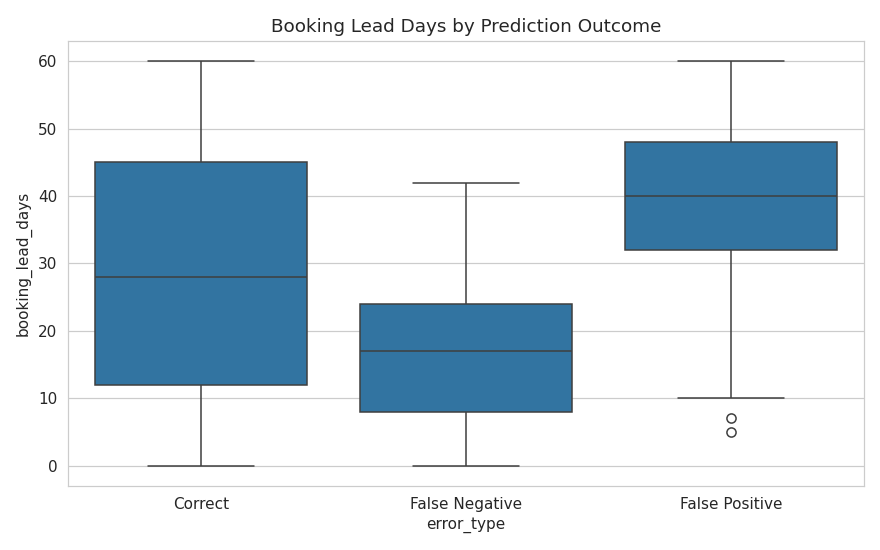 Booking Lead Days by Prediction Outcome
booking_lead_days
60
50
40
30
20
10
0
Correct
False Negative
False Positive
error_type